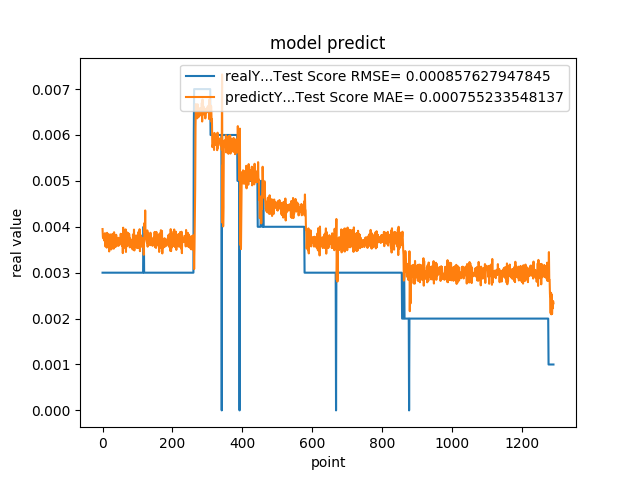 model predict
realY...Test Score RMSE= 0.000857627947845
predictY...Test Score MAE= 0.000755233548137
real value
0.007
0.006
0.005
0.004
0.003
0.002
0.001
0.000
0 200 400 600 800 1000 1200
point